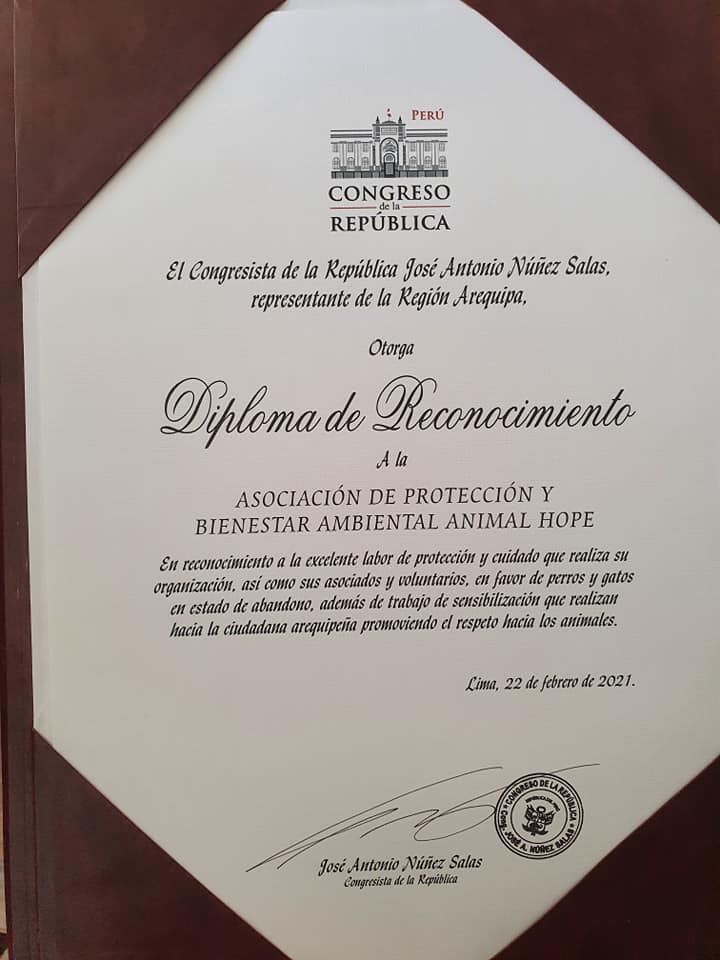 PERÚ
CONGRESO
de la
REPÚBLICA
El Congresista de la República José Antonio Núñez Salas,
representante de la Región Arequipa,
Otorga
Diploma de Reconocimiento
A la
ASOCIACIÓN DE PROTECCIÓN Y
BIENESTAR AMBIENTAL ANIMAL HOPE
En reconocimiento a la excelente labor de protección y cuidado que realiza su
organización, así como sus asociados y voluntarios, en favor de perros y gatos
en estado de abandono, además de trabajo de sensibilización que realizan
hacia la ciudadana arequipeña promoviendo el respeto hacia los animales.
Lima, 22 de febrero de 2021.
CONGRESO DE LA REPÚBLICA
REPÚBLICA DEL PERÚ
Cong. JOSÉ A. NÚÑEZ SALAS
José Antonio Núñez Salas
Congresista de la República